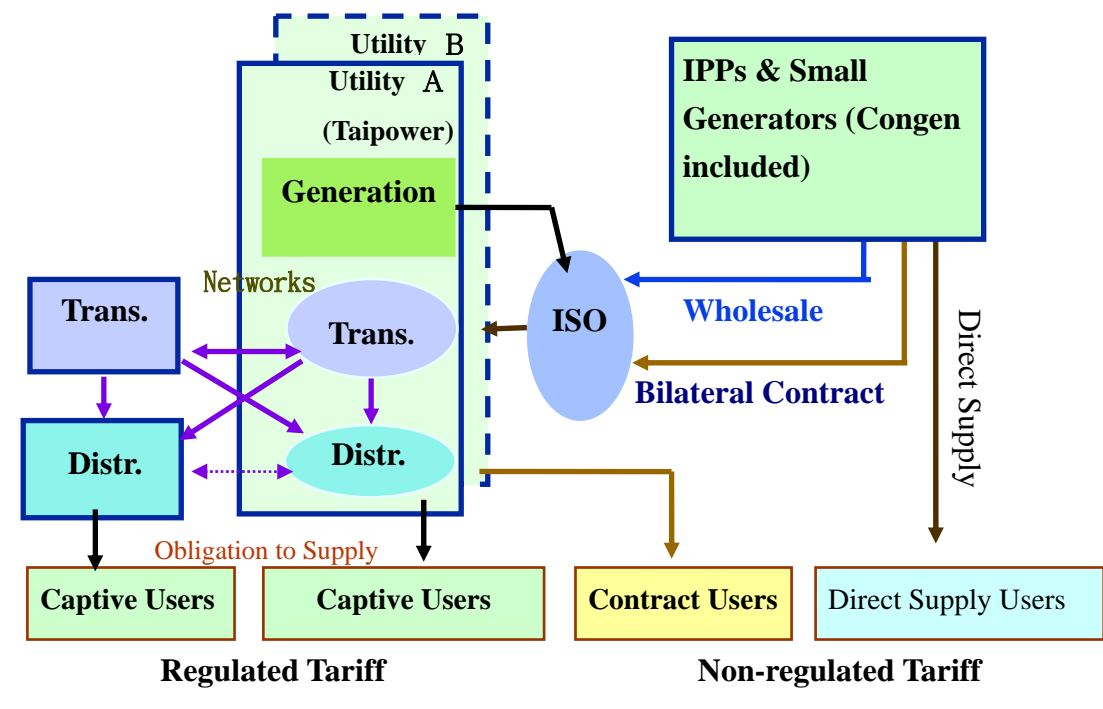 Utility B
Utility A
(Taipower)
Generation
IPPs & Small
Generators (Congen
included)
Networks
Trans.
Trans.
ISO
Wholesale
Bilateral Contract
Direct Supply
Distr.
Distr.
Obligation to Supply
Captive Users
Captive Users
Contract Users
Direct Supply Users
Regulated Tariff
Non-regulated Tariff